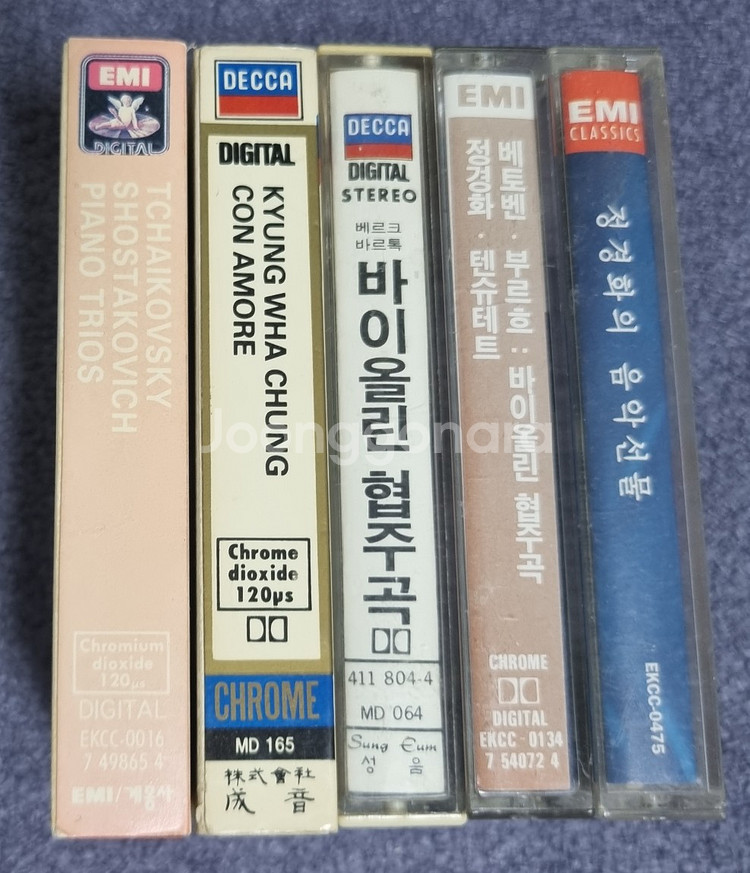 EMI
DIGITAL
TCHAIKOVSKY
SHOSTAKOVICH
PIANO TRIOS
Chromium
dioxide
120µs
DIGITAL
EKCC-0016
7 49865 4
EMI/계몽사
DECCA
DIGITAL
KYUNG WHA CHUNG
CON AMORE
Chrome
dioxide
120µs
CHROME
MD 165
株式會社
成音
DECCA
DIGITAL
STEREO
베르크
바르톡
바이올린 협주곡
411 804-4
MD 064
Sung Eum
성 음
EMI
베토벤 · 부르흐 : 바이올린 협주곡
정경화 · 텐슈테트
CHROME
DIGITAL
EKCC-0134
7 54072 4
EMI
CLASSICS
정경화의 음악선물
EKCC-0475
Joonggonara